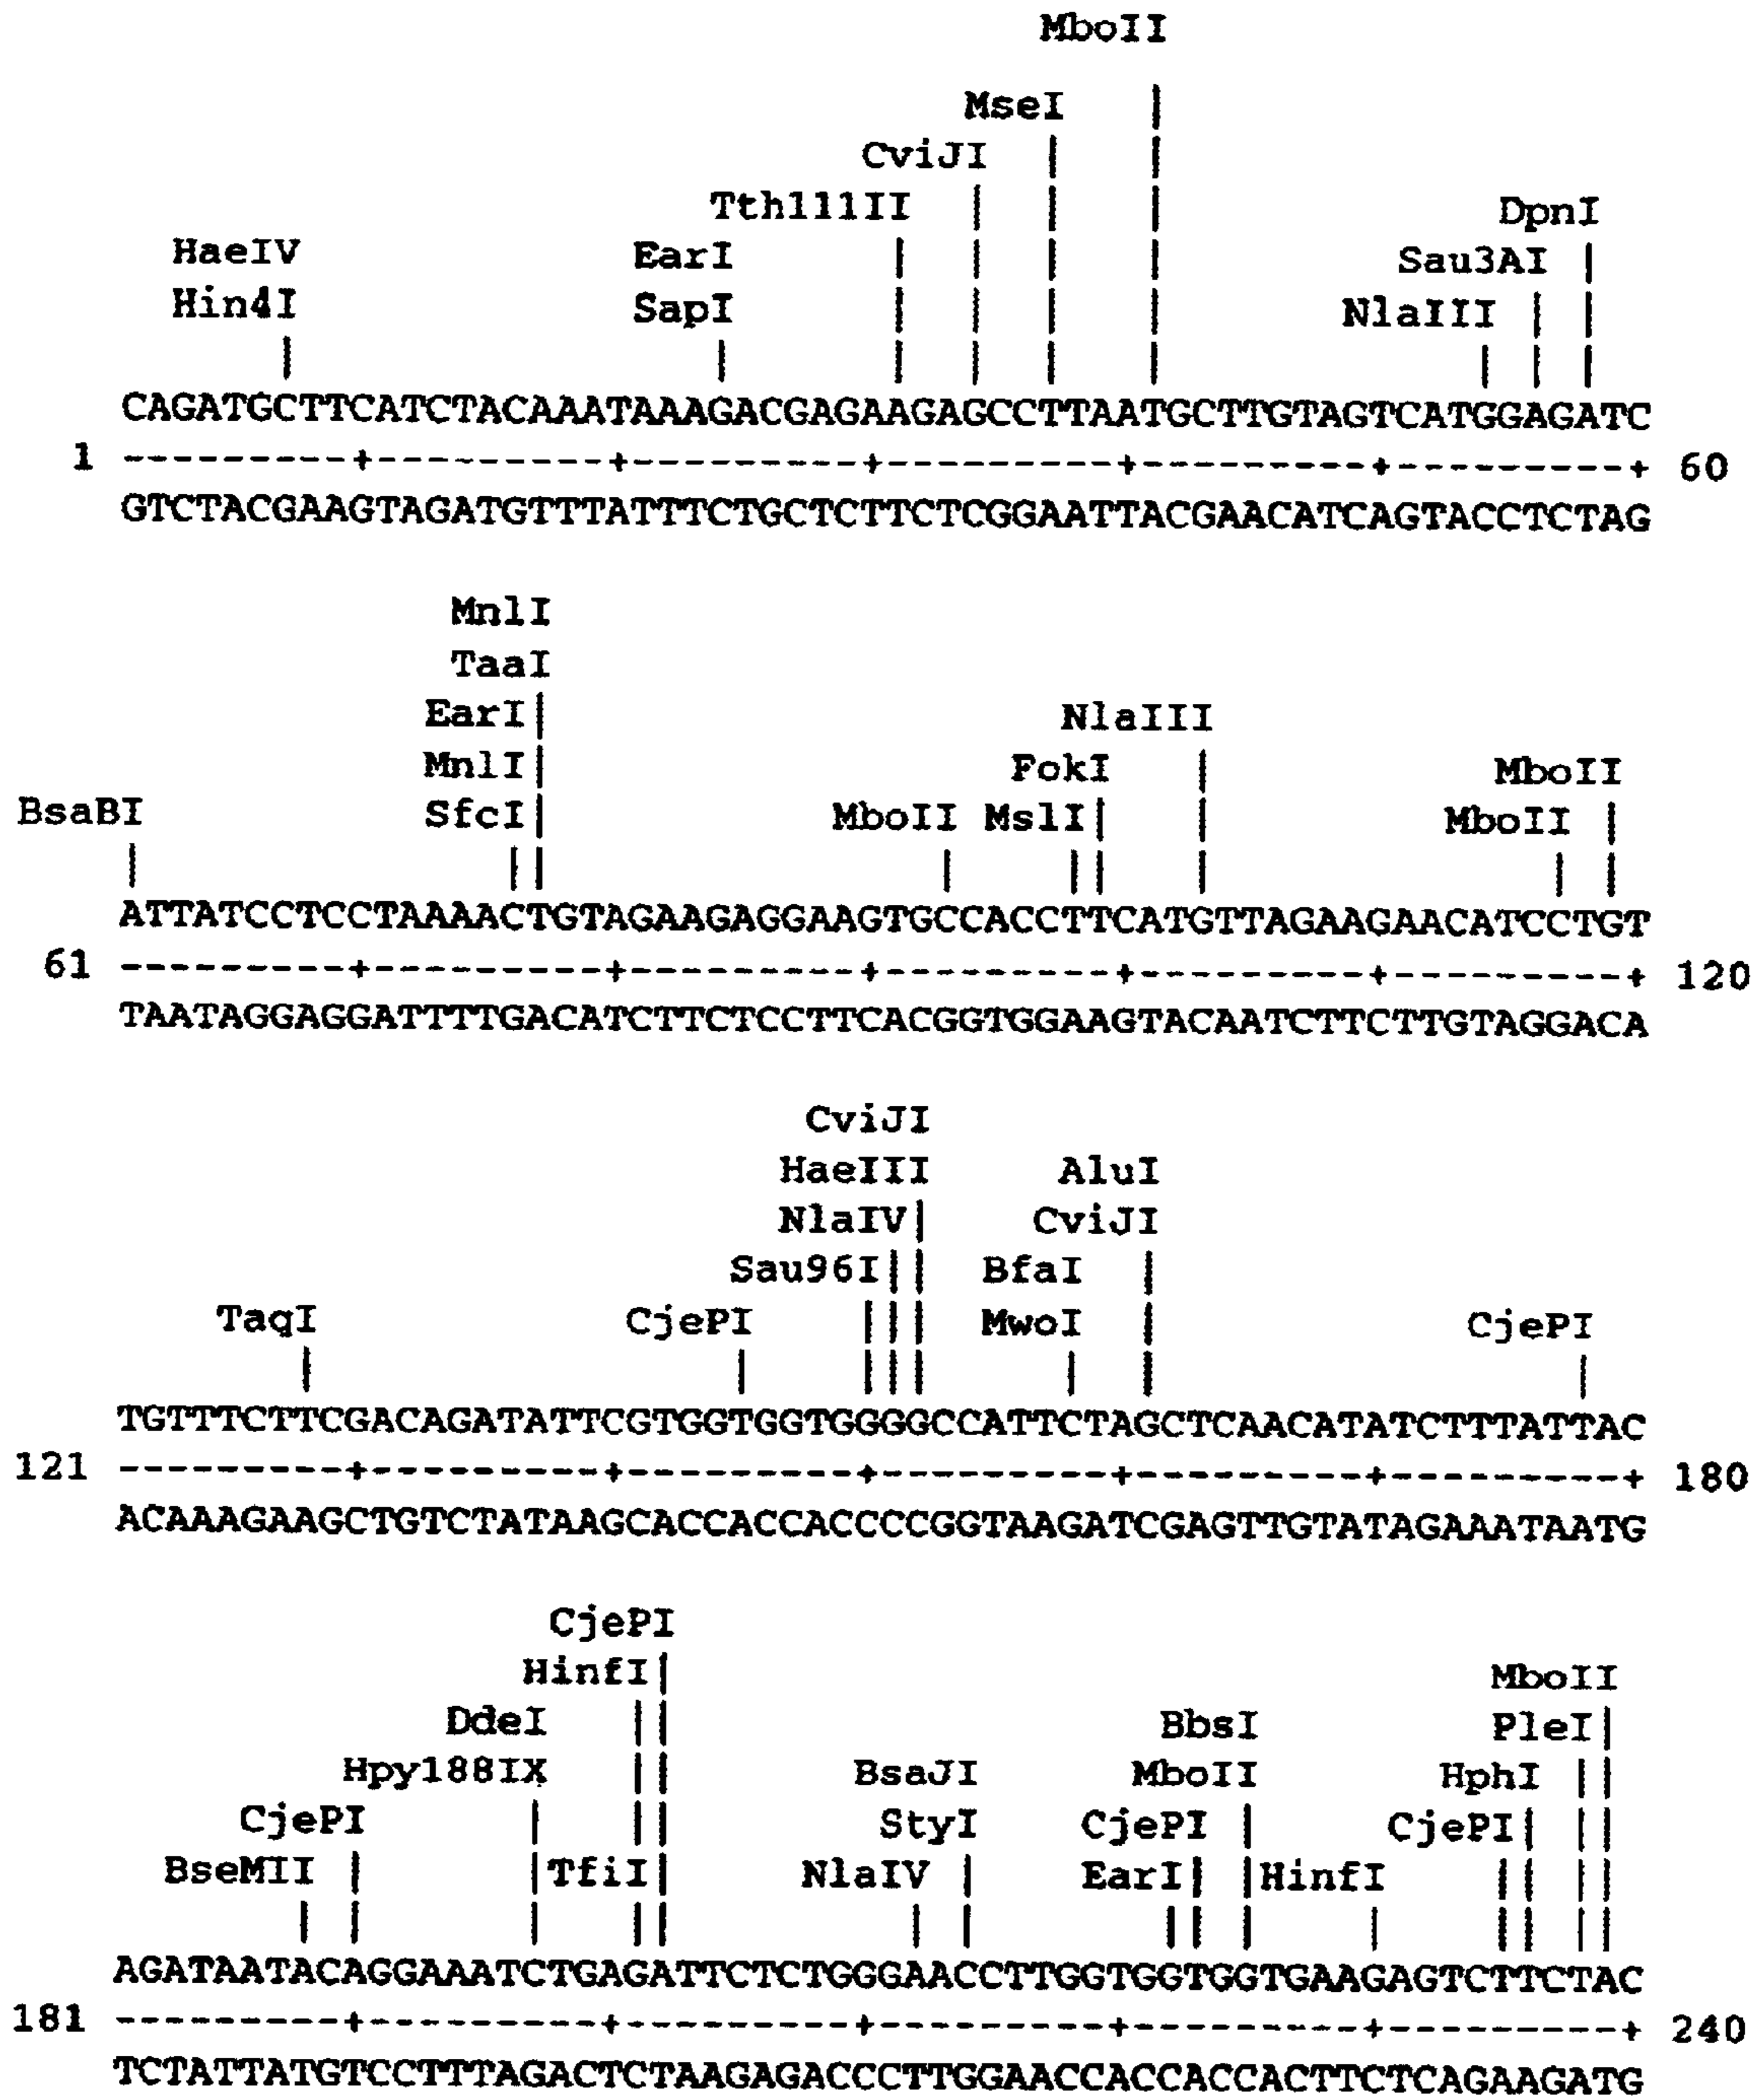 MboII
MseI
CviJI
Tth111II DpnI
HaeIV EarI Sau3AI
Hin4I SapI NlaIII
CAGATGCTTCATCTACAAATAAAGACGAGAAGAGCCTTAATGCTTGTAGTCATGGAGATC
1 ---------+---------+---------+---------+---------+---------+ 60
GTCTACGAAGTAGATGTTTATTTCTGCTCTTCTCGGAATTACGAACATCAGTACCTCTAG
MnlI
TaaI
EarI NlaIII
MnlI FokI MboII
BsaBI SfcI MboII MslI MboII
ATTATCCTCCTAAAACTGTAGAAGAGGAAGTGCCACCTTCATGTTAGAAGAACATCCTGT
61 ---------+---------+---------+---------+---------+---------+ 120
TAATAGGAGGATTTTGACATCTTCTCCTTCACGGTGGAAGTACAATCTTCTTGTAGGACA
CviJI
HaeIII AluI
NlaIV CviJI
Sau96I BfaI
TaqI CjePI MwoI CjePI
TGTTTCTTCGACAGATATTCGTGGTGGTGGGGCCATTCTAGCTCAACATATCTTTATTAC
121 ---------+---------+---------+---------+---------+---------+ 180
ACAAAGAAGCTGTCTATAAGCACCACCACCCCGGTAAGATCGAGTTGTATAGAAATAATG
CjePI
HinfI MboII
DdeI BbsI PleI
Hpy188IX BsaJI MboII HphI
CjePI StyI CjePI CjePI
BseMII TfiI NlaIV EarI HinfI
AGATAATACAGGAAATCTGAGATTCTCTGGGAACCTTGGTGGTGGTGAAGAGTCTTCTAC
181 ---------+---------+---------+---------+---------+---------+ 240
TCTATTATGTCCTTTAGACTCTAAGAGACCCTTGGAACCACCACCACTTCTCAGAAGATG